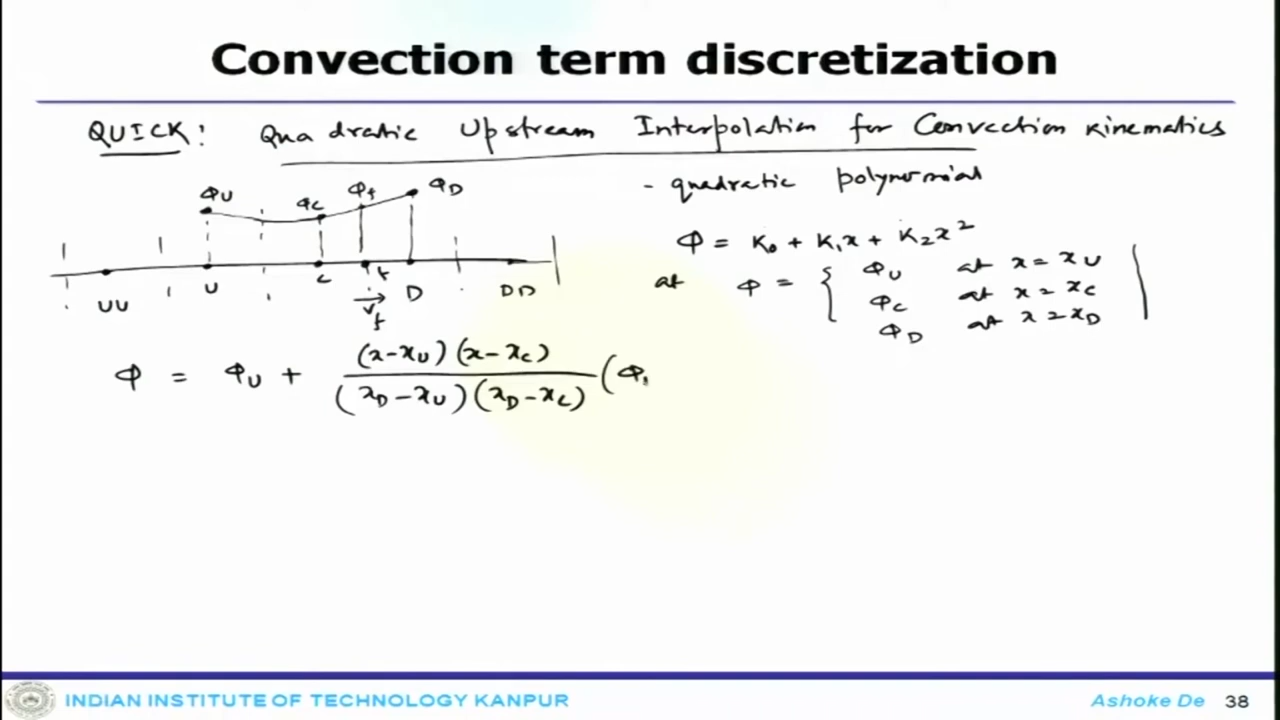 Convection term discretization
QUICK: Quadratic Upstream Interpolation for Convection Kinematics
- quadratic polynomial
φU φC φf φD
φ = K₀ + K₁x + K₂x²
at φ = { φU at x = xU
φC at x = xC
φD at x = xD
UU U C f D DD
vf
φ = φU + (x-xU)(x-xC) / (xD-xU)(xD-xC) (φ
INDIAN INSTITUTE OF TECHNOLOGY KANPUR
Ashoke De 38